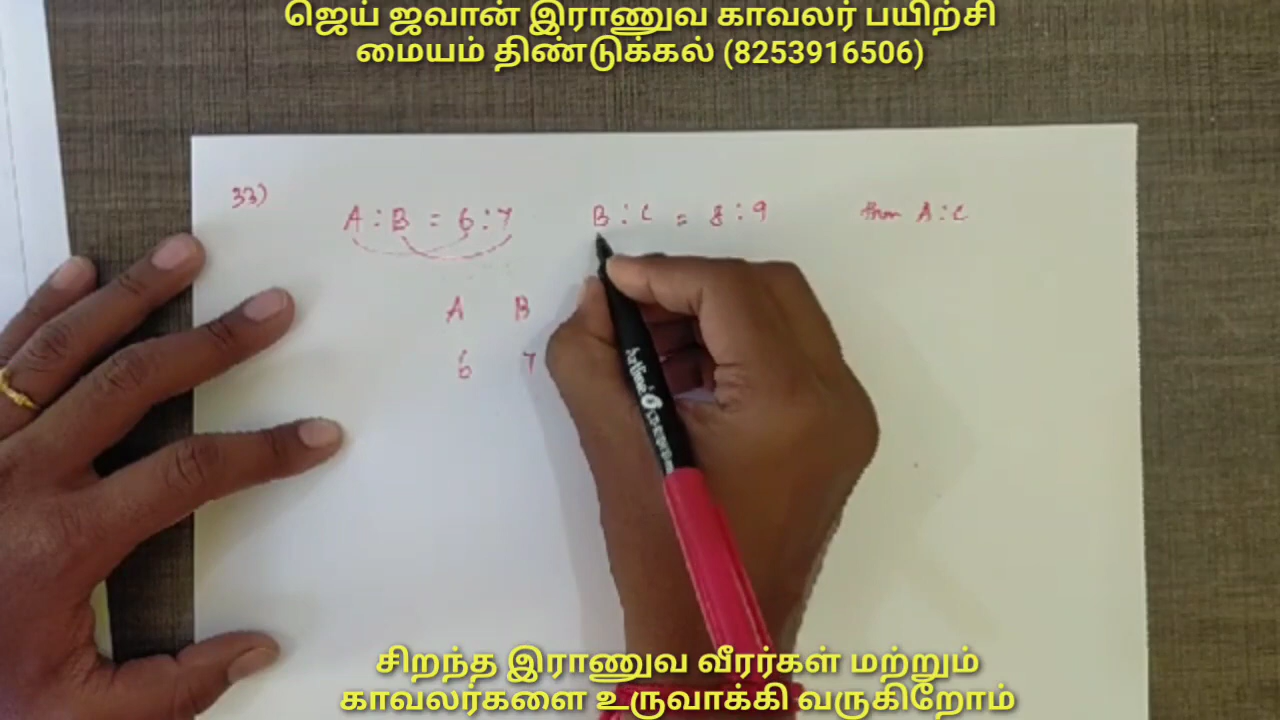 ஜெய் ஜவான் இராணுவ காவலர் பயிற்சி
மையம் திண்டுக்கல் (8253916506)
33) A : B = 6 : 7 B : C = 8 : 9 then A : C
A B
6 7
Artline
சிறந்த இராணுவ வீரர்கள் மற்றும்
காவலர்களை உருவாக்கி வருகிறோம்